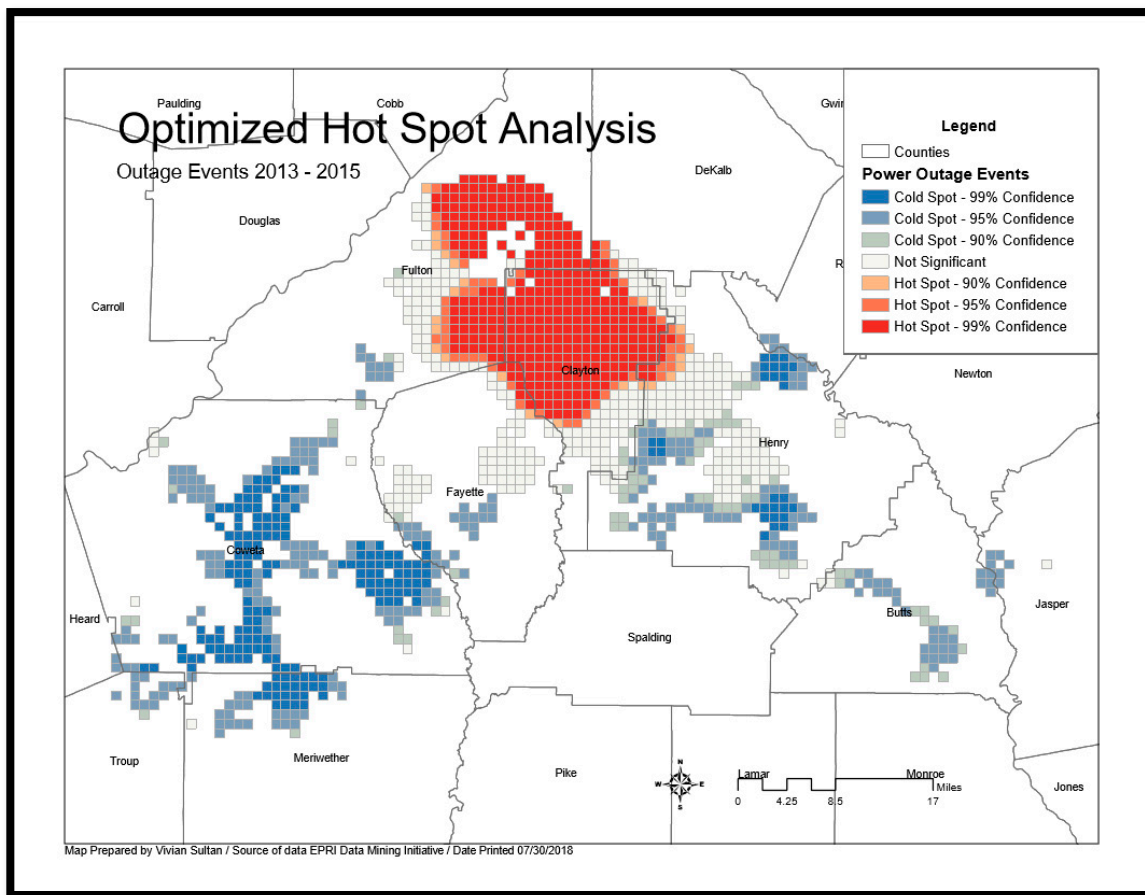 Paulding
Cobb
Gwin
Optimized Hot Spot Analysis
Outage Events 2013 - 2015
Legend
Counties
Power Outage Events
Cold Spot - 99% Confidence
Cold Spot - 95% Confidence
Cold Spot - 90% Confidence
Not Significant
Hot Spot - 90% Confidence
Hot Spot - 95% Confidence
Hot Spot - 99% Confidence
DeKalb
Douglas
Fulton
R
Carroll
Clayton
Newton
Henry
Fayette
Coweta
Heard
Spalding
Butts
Jasper
Troup
Meriwether
Pike
N
W E
S
Lamar
Monroe
Jones
Miles
0 4.25 8.5 17
Map Prepared by Vivian Sultan / Source of data EPRI Data Mining Initiative / Date Printed 07/30/2018